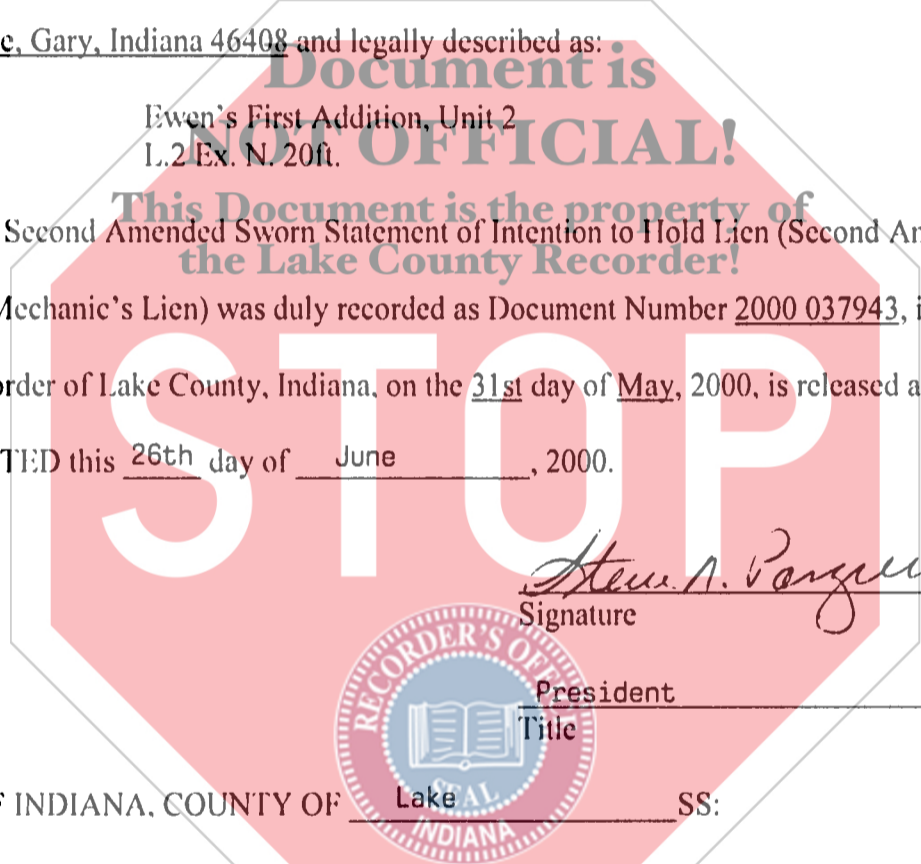 e, Gary, Indiana 46408 and legally described as:
Document is
Ewen's First Addition, Unit 2
NOT OFFICIAL!
L.2 Ex. N. 20ft.
This Document is the property of
Second Amended Sworn Statement of Intention to Hold Lien (Second Am
the Lake County Recorder!
Mechanic's Lien) was duly recorded as Document Number 2000 037943, i
order of Lake County, Indiana, on the 31st day of May, 2000, is released a
STOP
TED this 26th day of June, 2000.
Steve A.
Signature
RECORDER'S OFFICE
President
Title
SEAL
F INDIANA, COUNTY OF Lake SS:
INDIANA